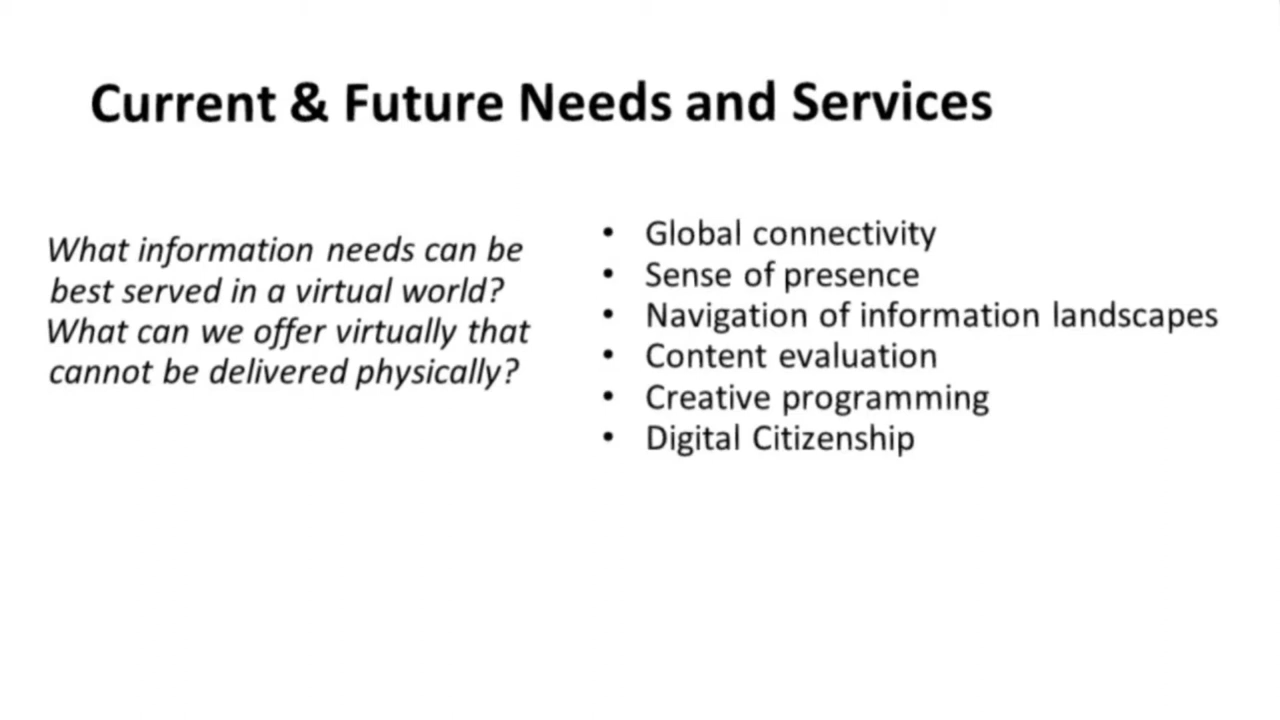 Current & Future Needs and Services
What information needs can be
best served in a virtual world?
What can we offer virtually that
cannot be delivered physically?
• Global connectivity
• Sense of presence
• Navigation of information landscapes
• Content evaluation
• Creative programming
• Digital Citizenship